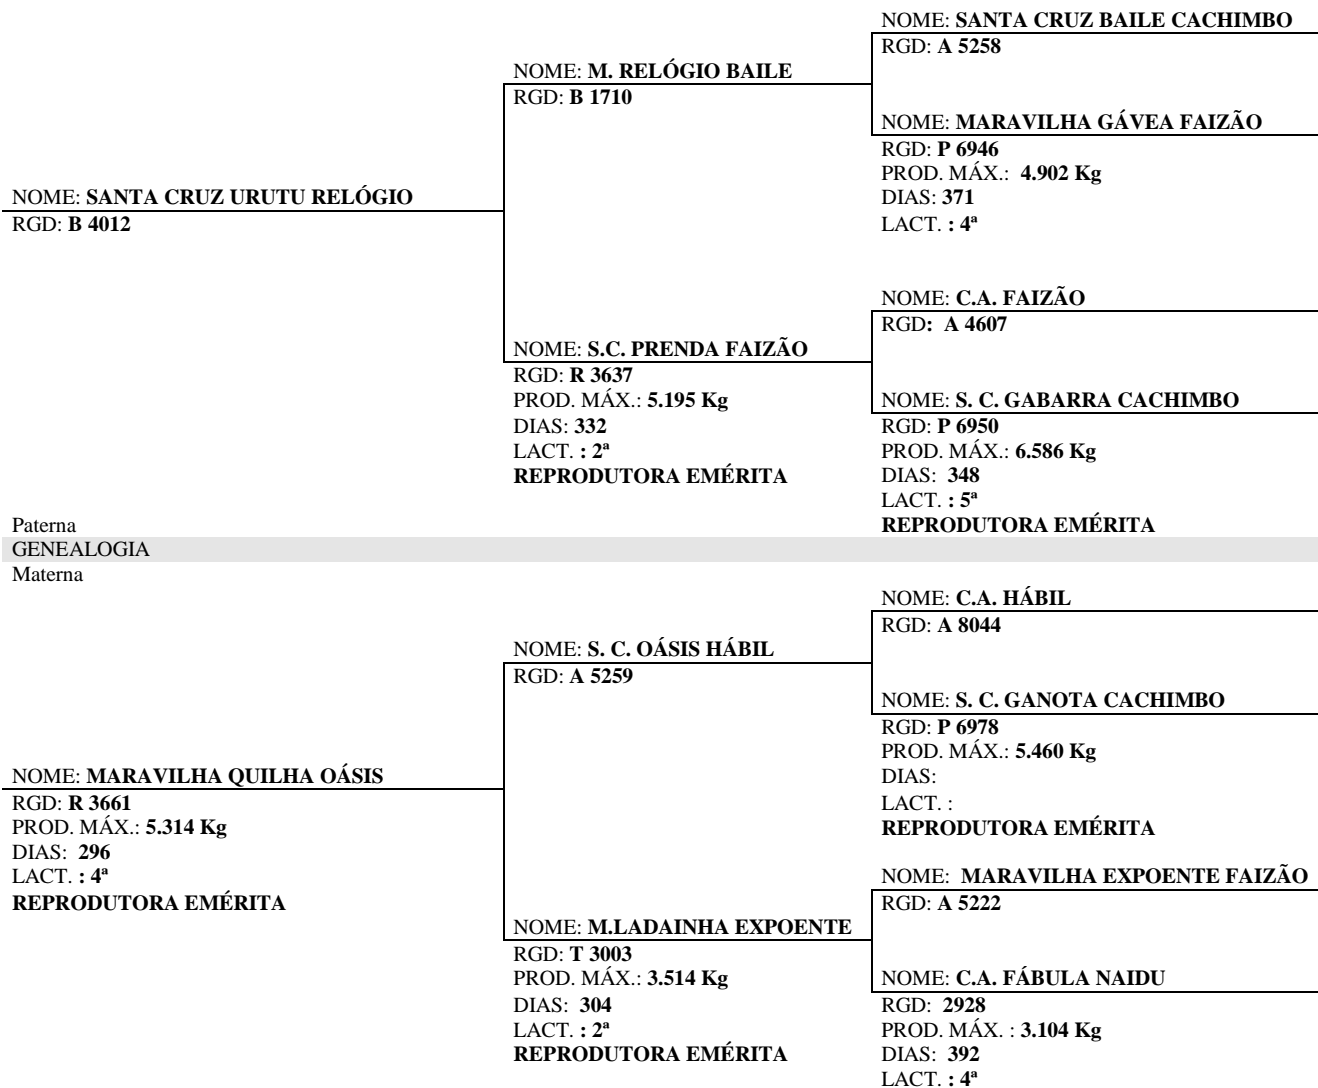 NOME: SANTA CRUZ BAILE CACHIMBO
RGD: A 5258
NOME: M. RELÓGIO BAILE
RGD: B 1710
NOME: MARAVILHA GÁVEA FAIZÃO
RGD: P 6946
PROD. MÁX.: 4.902 Kg
DIAS: 371
LACT. : 4ª
NOME: SANTA CRUZ URUTU RELÓGIO
RGD: B 4012
NOME: C.A. FAIZÃO
RGD: A 4607
NOME: S.C. PRENDA FAIZÃO
RGD: R 3637
PROD. MÁX.: 5.195 Kg
DIAS: 332
LACT. : 2ª
REPRODUTORA EMÉRITA
NOME: S. C. GABARRA CACHIMBO
RGD: P 6950
PROD. MÁX.: 6.586 Kg
DIAS: 348
LACT. : 5ª
REPRODUTORA EMÉRITA
Paterna
GENEALOGIA
Materna
NOME: C.A. HÁBIL
RGD: A 8044
NOME: S. C. OÁSIS HÁBIL
RGD: A 5259
NOME: S. C. GANOTA CACHIMBO
RGD: P 6978
PROD. MÁX.: 5.460 Kg
DIAS:
LACT. :
REPRODUTORA EMÉRITA
NOME: MARAVILHA QUILHA OÁSIS
RGD: R 3661
PROD. MÁX.: 5.314 Kg
DIAS: 296
LACT. : 4ª
REPRODUTORA EMÉRITA
NOME: MARAVILHA EXPOENTE FAIZÃO
RGD: A 5222
NOME: M.LADAINHA EXPOENTE
RGD: T 3003
PROD. MÁX.: 3.514 Kg
DIAS: 304
LACT. : 2ª
REPRODUTORA EMÉRITA
NOME: C.A. FÁBULA NAIDU
RGD: 2928
PROD. MÁX. : 3.104 Kg
DIAS: 392
LACT. : 4ª